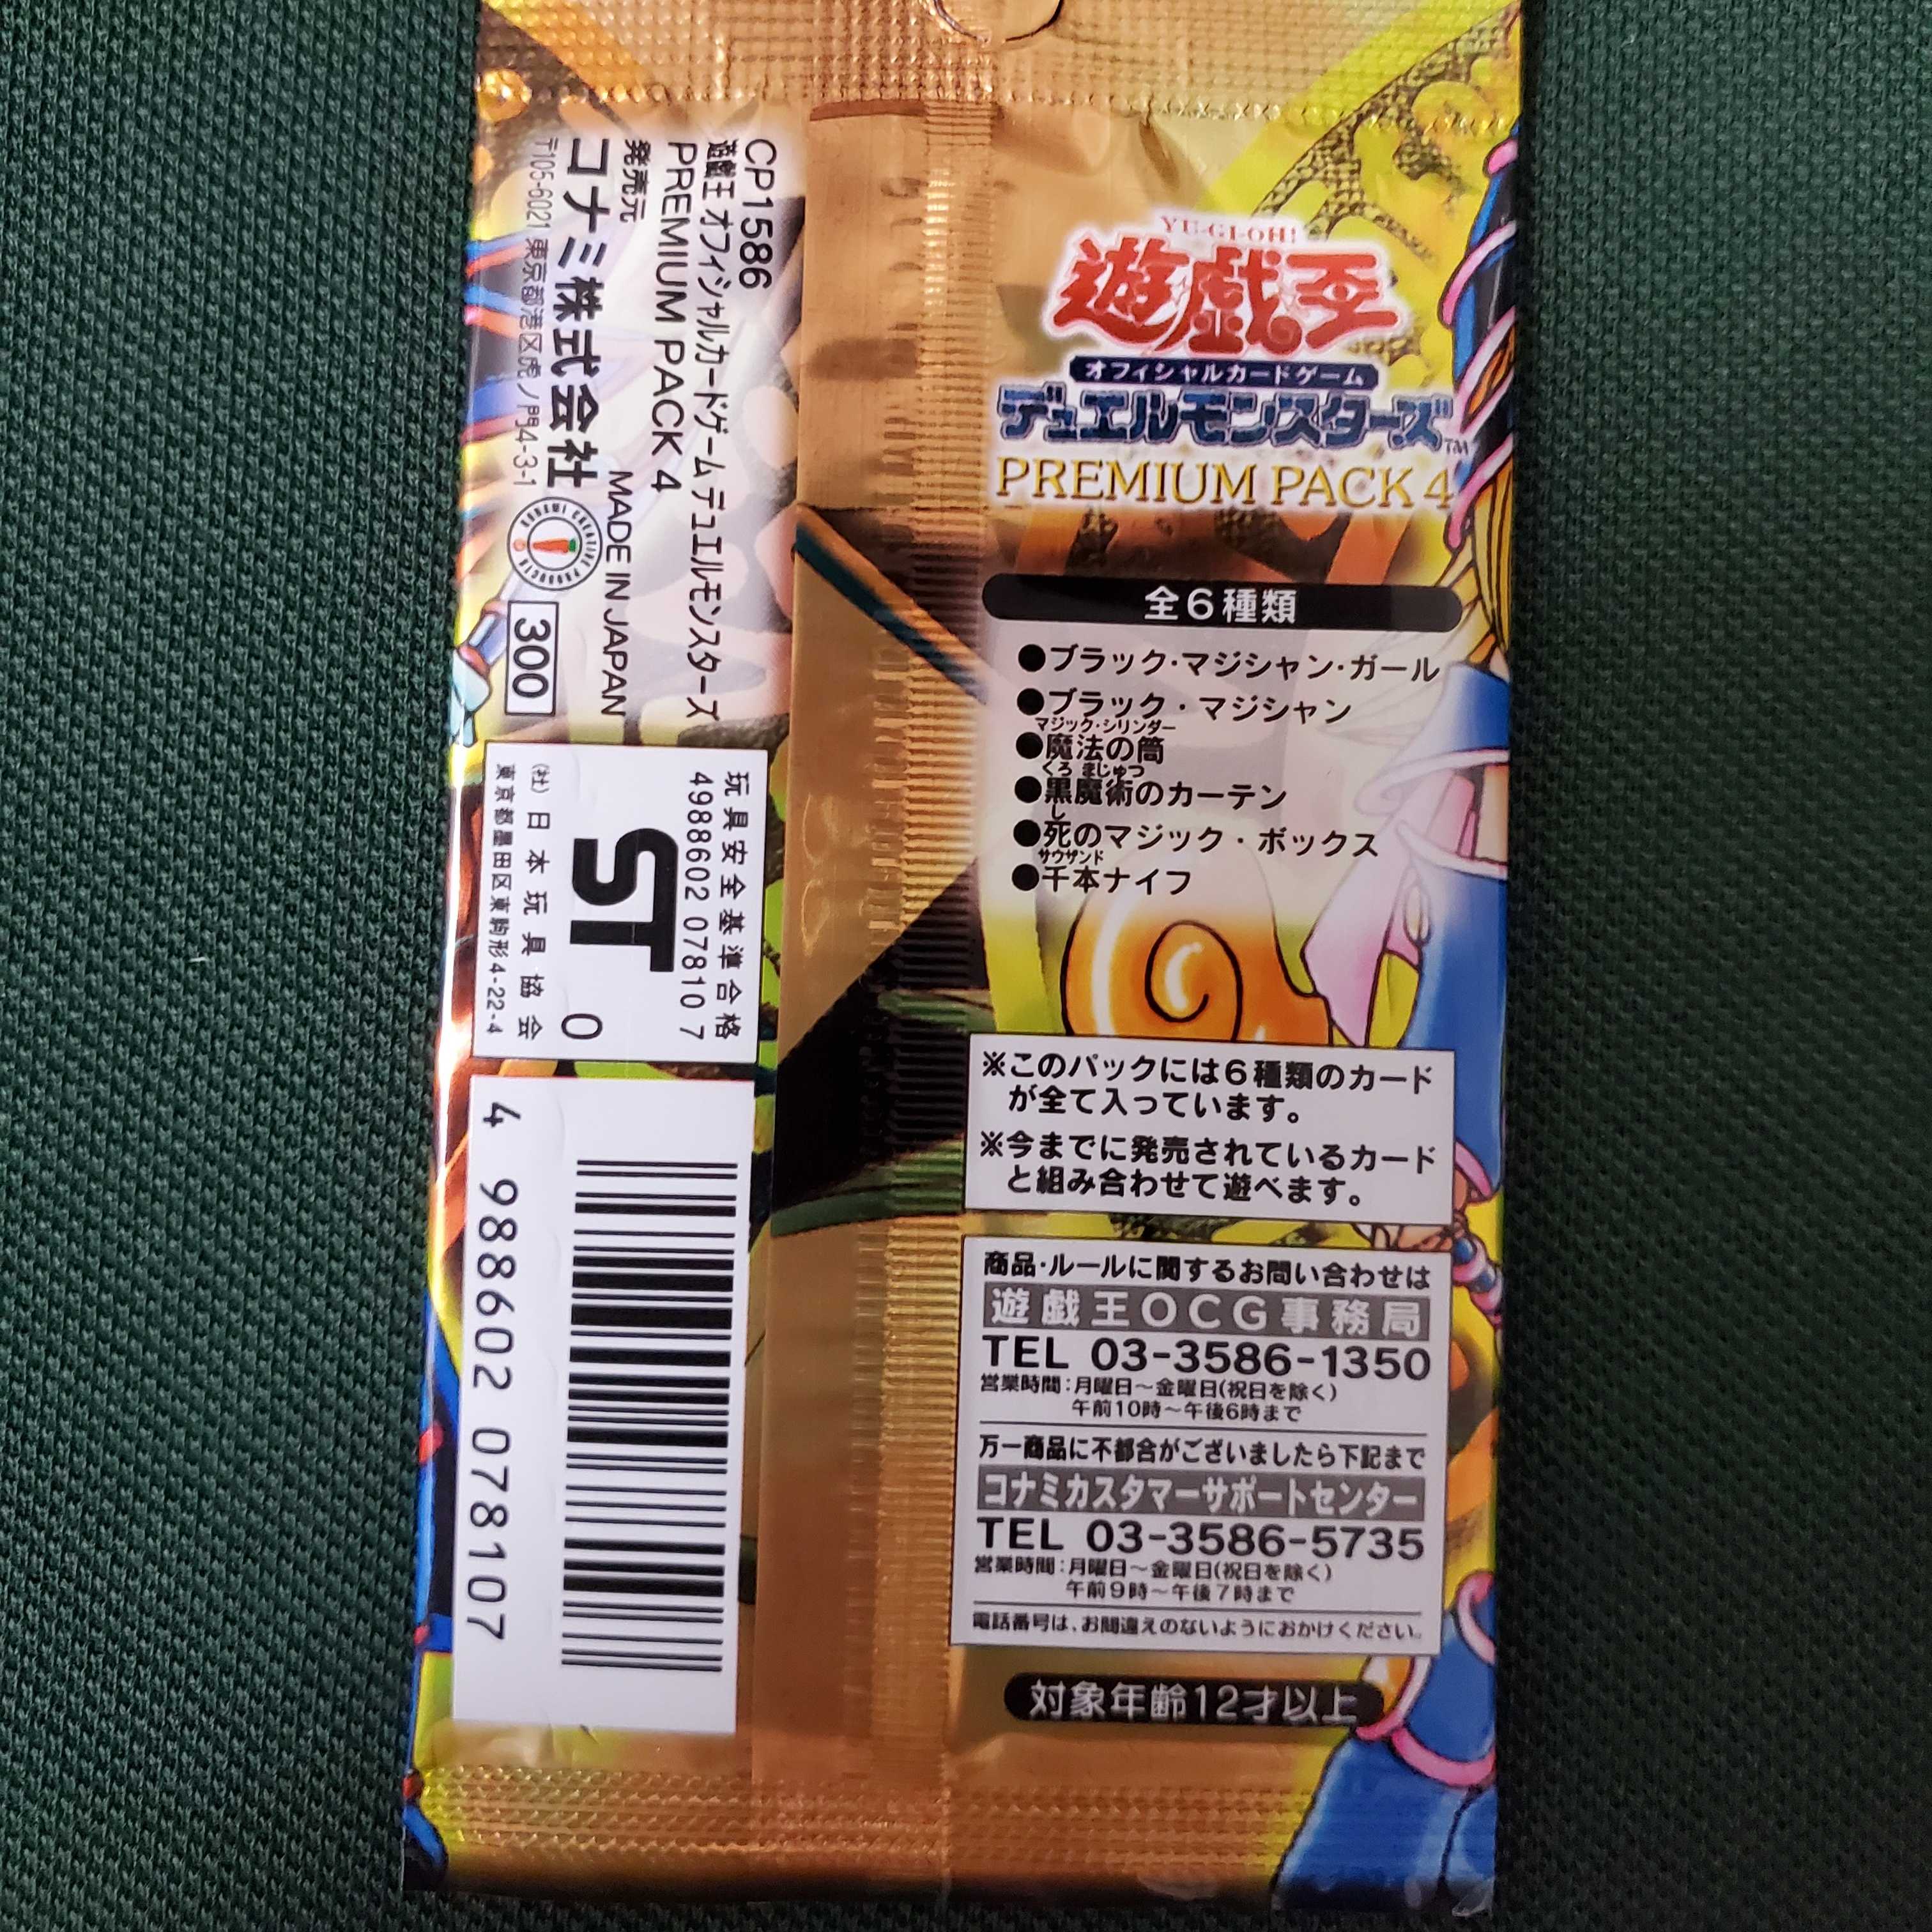 YU-GI-OH!
遊戯王
オフィシャルカードゲーム
デュエルモンスターズ™
PREMIUM PACK 4
全6種類
●ブラック・マジシャン・ガール
●ブラック・マジシャン
マジック・シリンダー
●魔法の筒
くろ まじゅつ
●黒魔術のカーテン
し
●死のマジック・ボックス
サウザンド
●千本ナイフ
※このパックには6種類のカード
が全て入っています。
※今までに発売されているカード
と組み合わせて遊べます。
商品・ルールに関するお問い合わせは
遊戯王OCG事務局
TEL 03-3586-1350
営業時間：月曜日～金曜日(祝日を除く)
午前10時～午後6時まで
万一商品に不都合がございましたら下記まで
コナミカスタマーサポートセンター
TEL 03-3586-5735
営業時間：月曜日～金曜日(祝日を除く)
午前9時～午後7時まで
電話番号は、お間違えのないようにおかけください。
対象年齢12才以上
CP1586
遊戯王 オフィシャルカードゲーム デュエルモンスターズ
PREMIUM PACK 4
発売元
MADE IN JAPAN
コナミ株式会社
〒105-6021 東京都港区虎ノ門4-3-1
KONAMI CREATIVE PRODUCTS
300
玩具安全基準合格
4988602 07810 7
ST
0
(社)日本玩具協会
東京都墨田区東駒形4-22-4
4 988602 078107